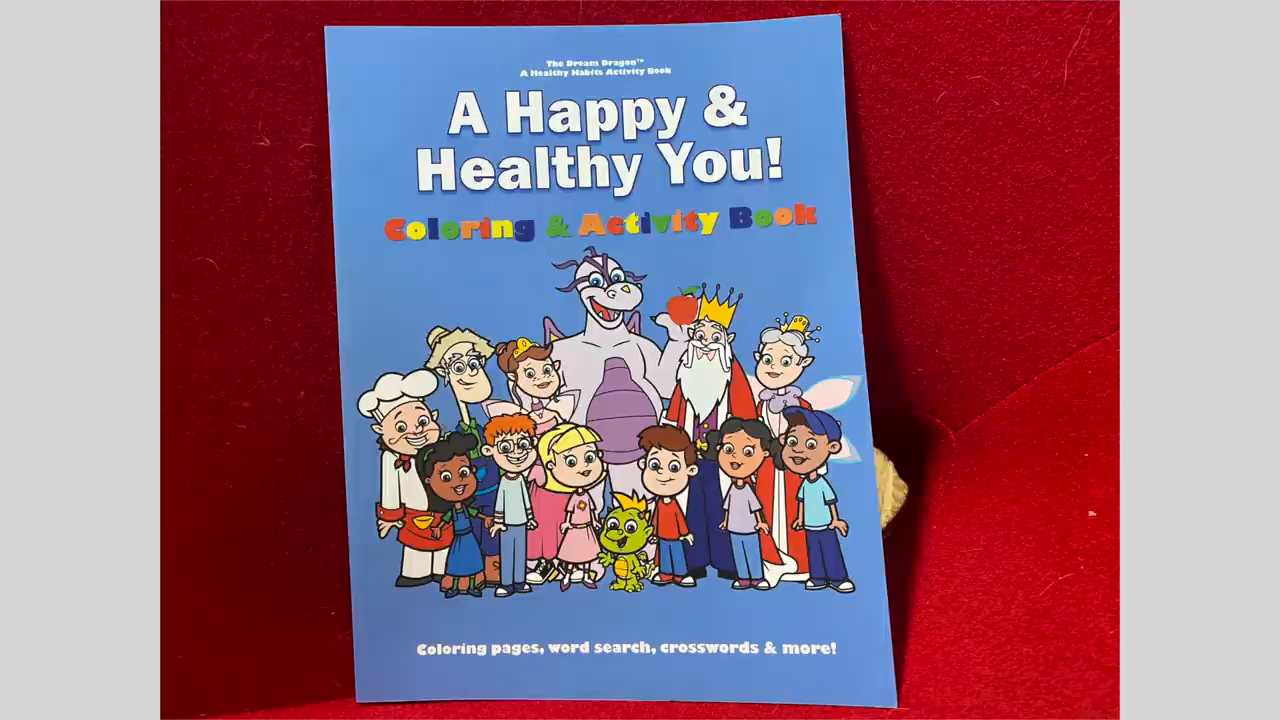 The Dream Dragon™
A Healthy Habits Activity Book
A Happy &
Healthy You!
Coloring & Activity Book
Coloring pages, word search, crosswords & more!